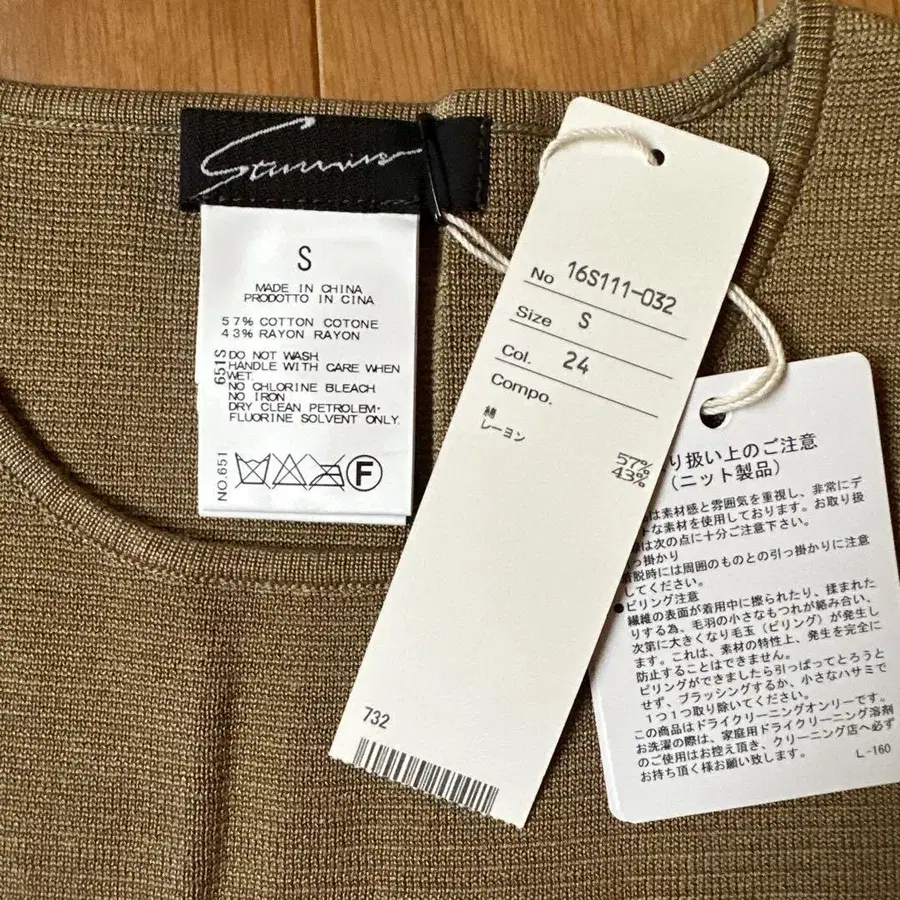 S
MADE IN CHINA
PRODOTTO IN CINA
57% COTTON COTONE
43% RAYON RAYON
DO NOT WASH
HANDLE WITH CARE WHEN
WET
NO CHLORINE BLEACH
NO IRON
DRY CLEAN PETROLEM・
FLUORINE SOLVENT ONLY.
F
651S
NO.651
No 16S111-032
Size S
Col. 24
Compo.
綿
レーヨン
57%
43%
732
り扱い上のご注意
(ニット製品)
は素材感と雰囲気を重視し、非常にデ
な素材を使用しております。お取り扱
は次の点に十分ご注意下さい。
っ掛かり
着脱時には周囲のものとの引っ掛かりに注意
してください。
●ピリング注意
繊維の表面が着用中に擦られたり、揉まれた
りする為、毛羽の小さなもつれが絡み合い、
次第に大きくなり毛玉(ピリング)が発生し
ます。これは、素材の特性上、発生を完全に
防止することはできません。
ピリングができましたら引っぱってとろうと
せず、ブラッシングするか、小さなハサミで
1つ1つ取り除いてください。
この商品はドライクリーニングオンリーです。
お洗濯の際は、家庭用ドライクリーニング溶剤
のご使用はお控え頂き、クリーニング店へ必ず
お持ち頂く様お願い致します。
L-160